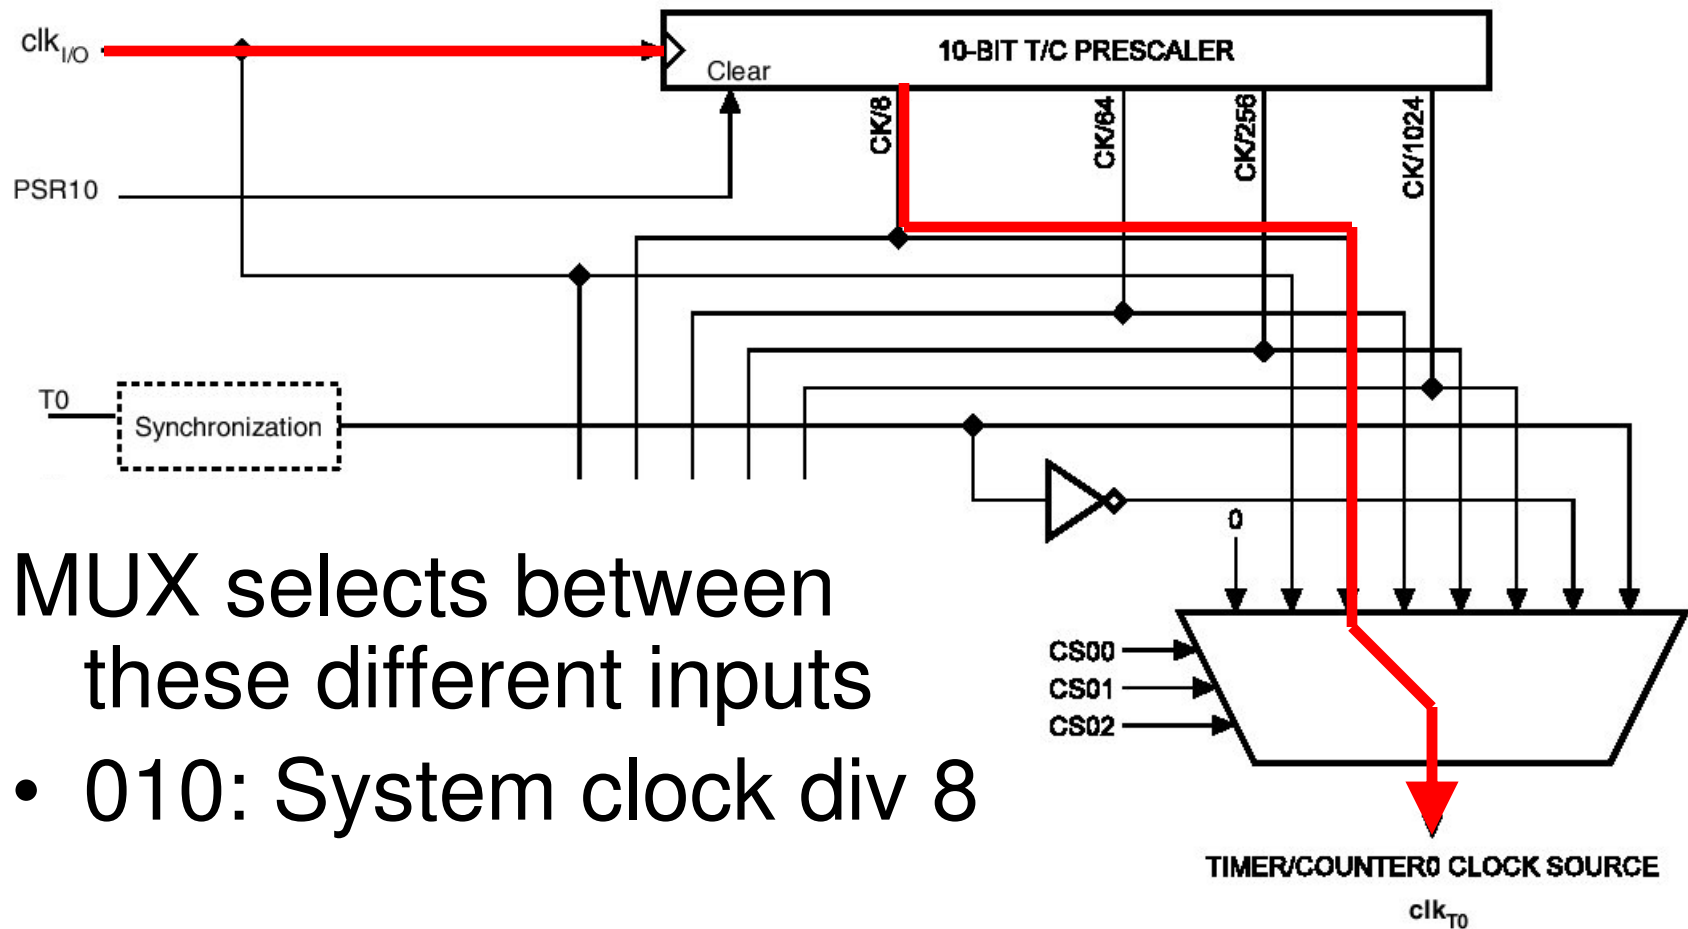 clkI/O
10-BIT T/C PRESCALER
Clear
CK/8
CK/64
CK/256
CK/1024
PSR10
T0
Synchronization
0
MUX selects between
these different inputs
• 010: System clock div 8
CS00
CS01
CS02
TIMER/COUNTER0 CLOCK SOURCE
clkT0